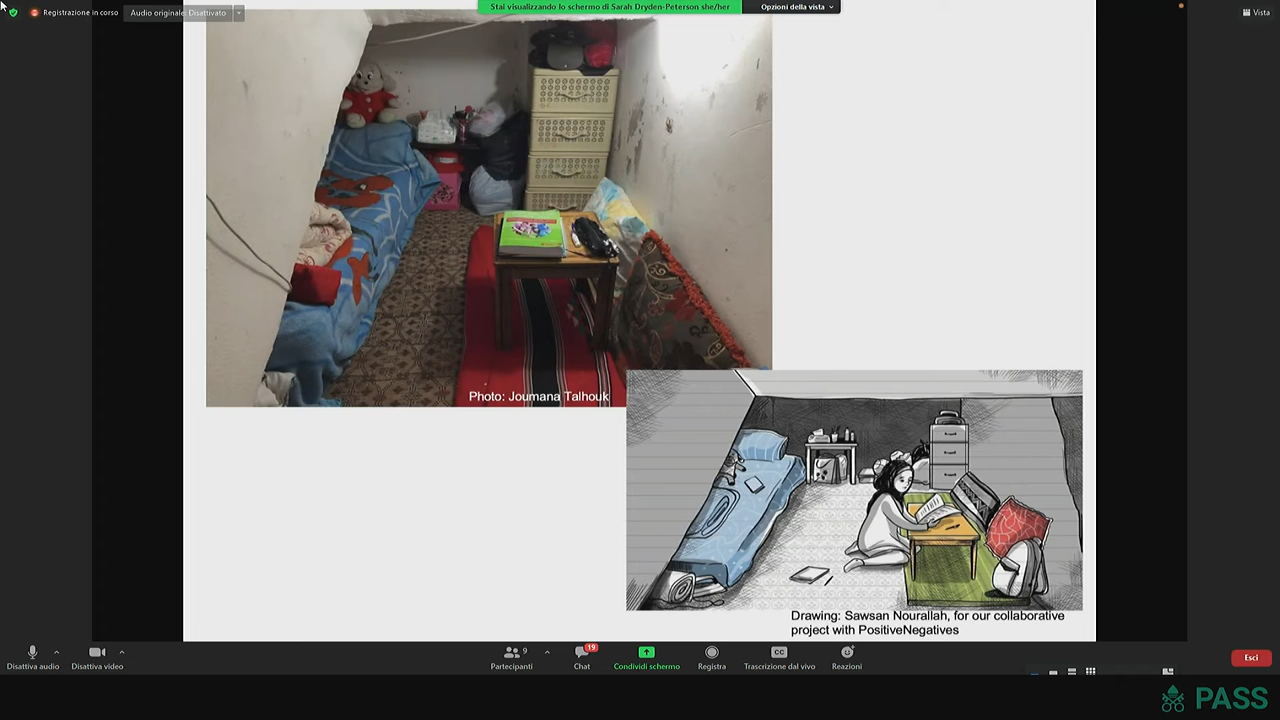 Registrazione in corso
Audio originale: Disattivato
Stai visualizzando lo schermo di Sarah Dryden-Peterson she/her
Opzioni della vista
Vista
Photo: Joumana Talhouk
Drawing: Sawsan Nourallah, for our collaborative
project with PositiveNegatives
Disattiva audio
Disattiva video
9
Partecipanti
19
Chat
Condividi schermo
Registra
CC
Trascrizione dal vivo
Reazioni
Esci
PASS